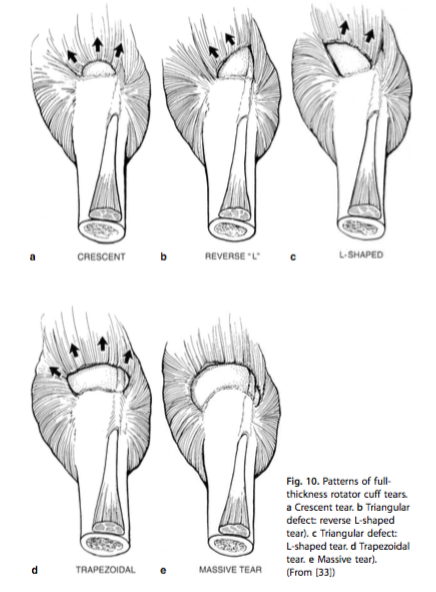 a CRESCENT b REVERSE "L" c L-SHAPED
d TRAPEZOIDAL e MASSIVE TEAR
Fig. 10. Patterns of full-
thickness rotator cuff tears.
a Crescent tear. b Triangular
defect: reverse L-shaped
tear). c Triangular defect:
L-shaped tear. d Trapezoidal
tear. e Massive tear).
(From [33])